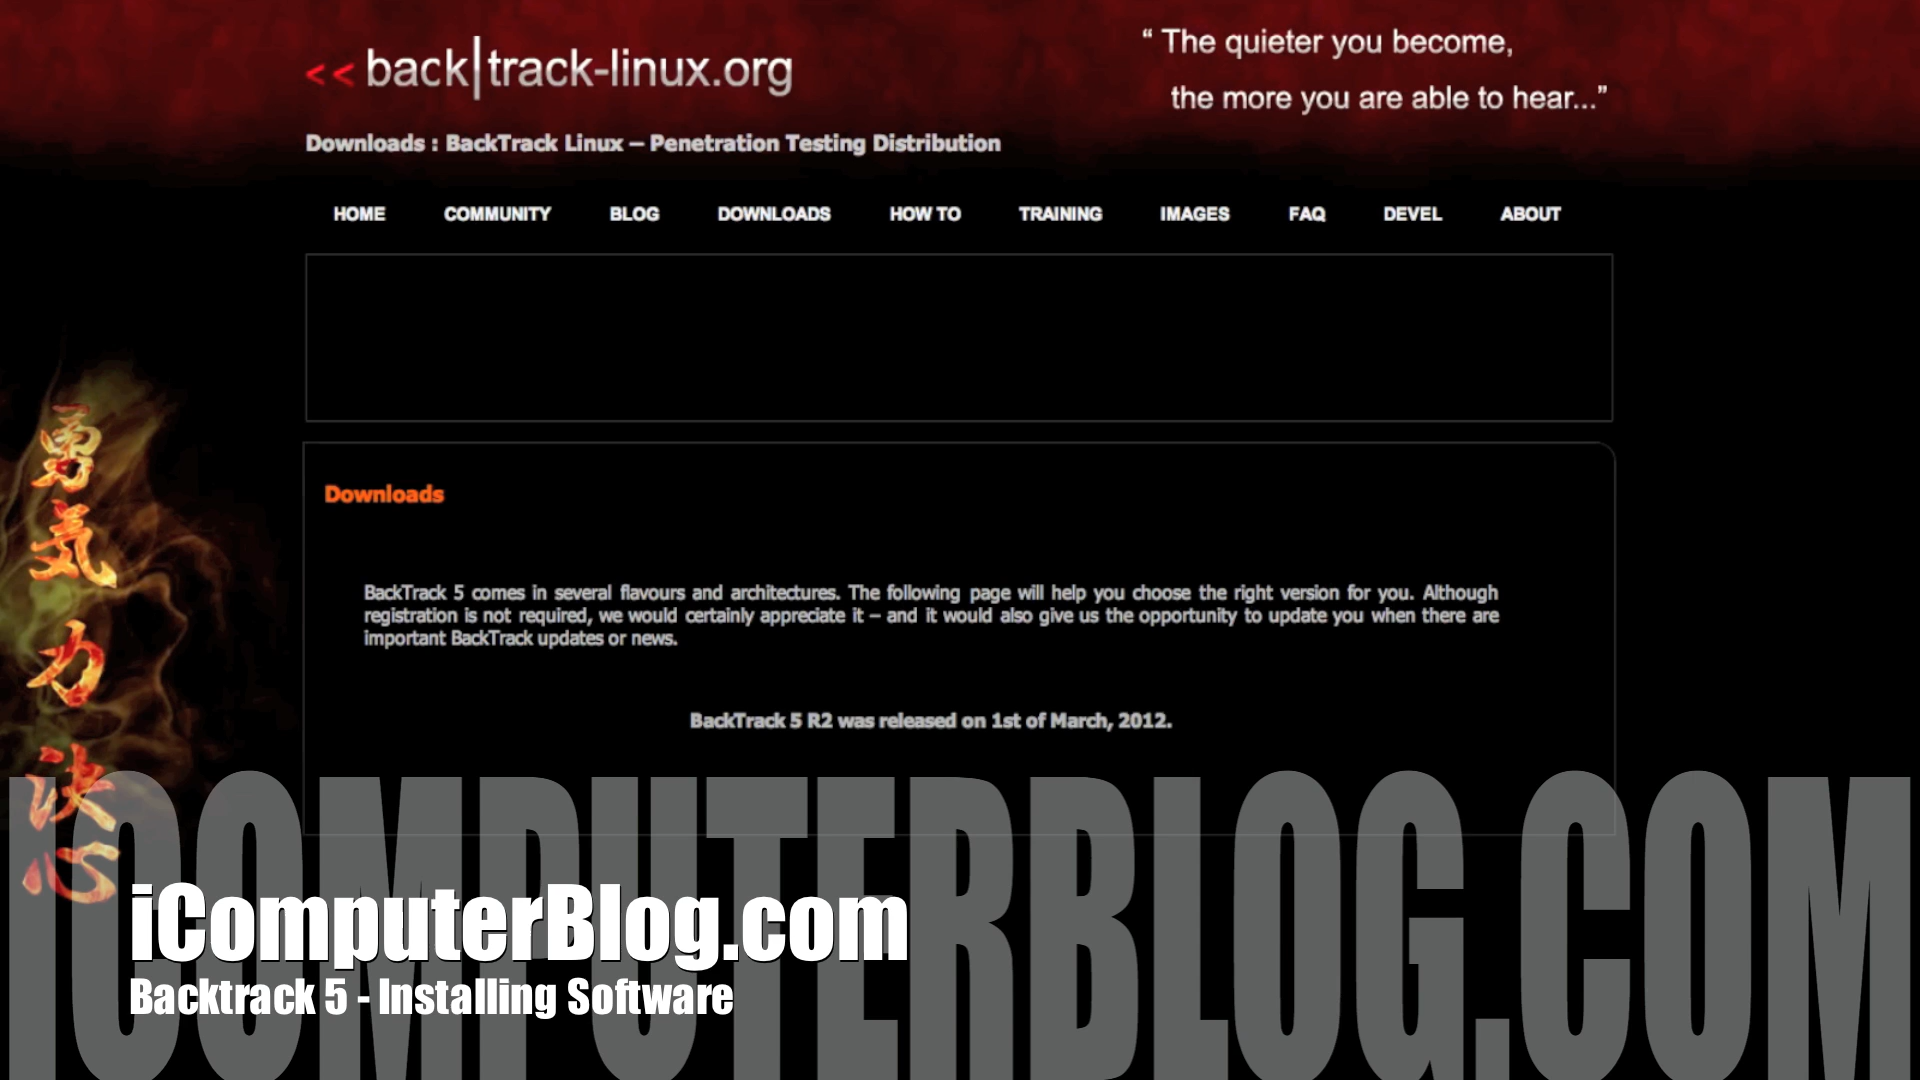 << back|track-linux.org
“ The quieter you become,
the more you are able to hear...”
Downloads : BackTrack Linux – Penetration Testing Distribution
HOME COMMUNITY BLOG DOWNLOADS HOW TO TRAINING IMAGES FAQ DEVEL ABOUT
勇
気
力
決
心
Downloads
BackTrack 5 comes in several flavours and architectures. The following page will help you choose the right version for you. Although
registration is not required, we would certainly appreciate it – and it would also give us the opportunity to update you when there are
important BackTrack updates or news.
BackTrack 5 R2 was released on 1st of March, 2012.
ICOMPUTERBLOG.COM
iComputerBlog.com
Backtrack 5 - Installing Software